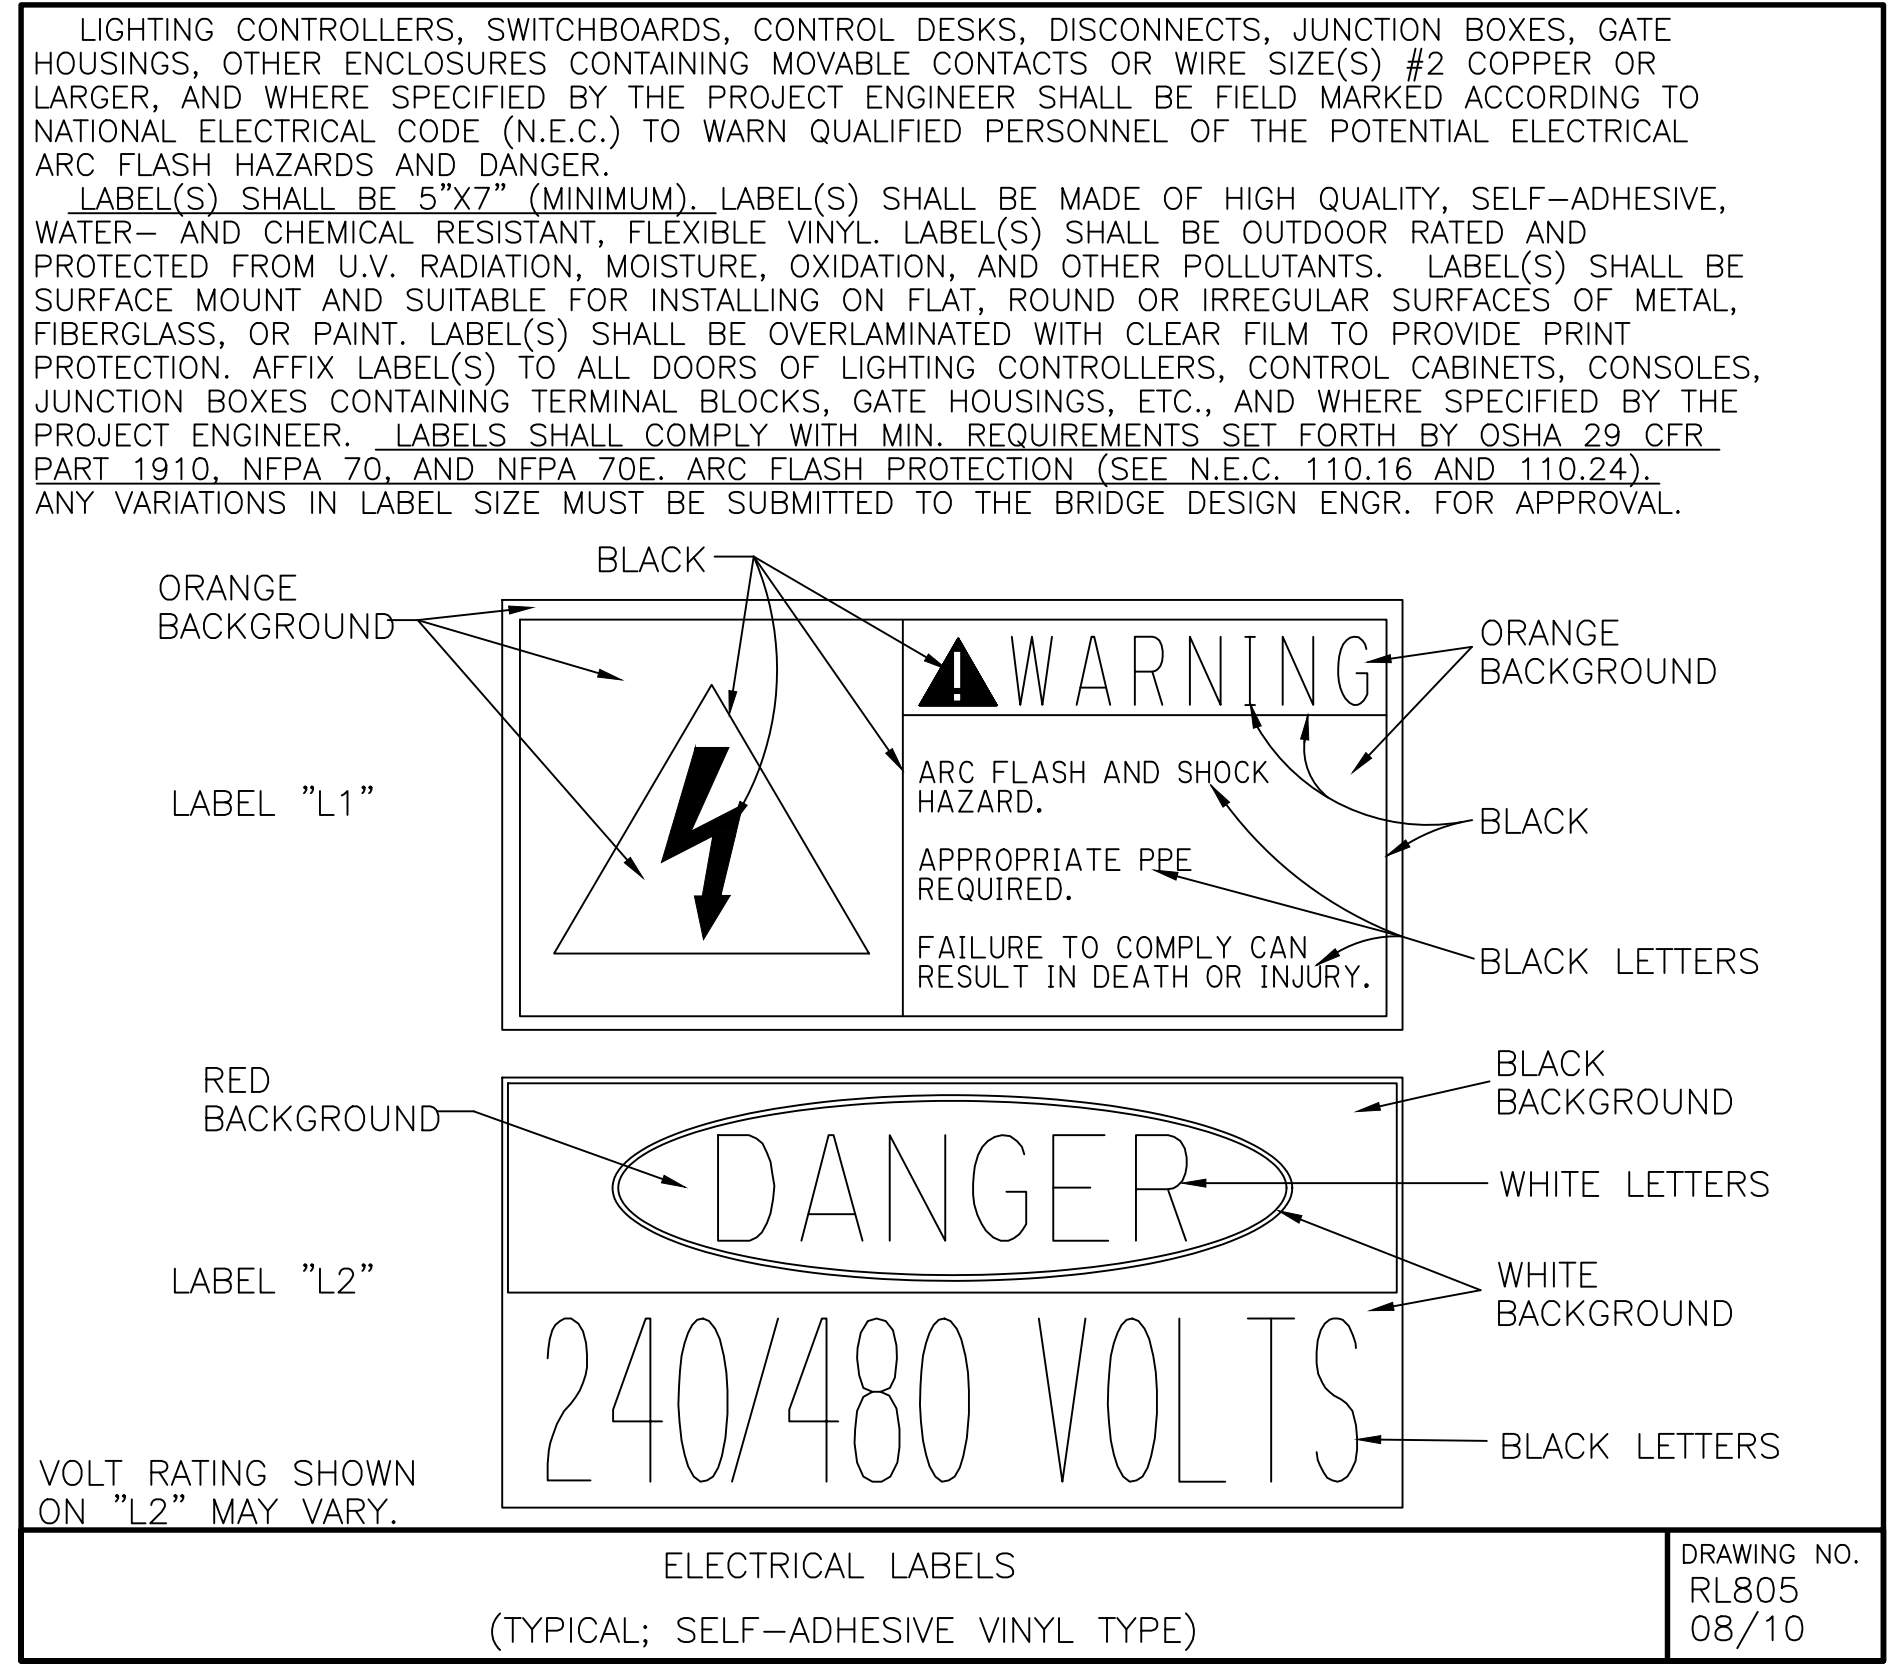 LIGHTING CONTROLLERS, SWITCHBOARDS, CONTROL DESKS, DISCONNECTS, JUNCTION BOXES, GATE
HOUSINGS, OTHER ENCLOSURES CONTAINING MOVABLE CONTACTS OR WIRE SIZE(S) #2 COPPER OR
LARGER, AND WHERE SPECIFIED BY THE PROJECT ENGINEER SHALL BE FIELD MARKED ACCORDING TO
NATIONAL ELECTRICAL CODE (N.E.C.) TO WARN QUALIFIED PERSONNEL OF THE POTENTIAL ELECTRICAL
ARC FLASH HAZARDS AND DANGER.
LABEL(S) SHALL BE 5”X7” (MINIMUM). LABEL(S) SHALL BE MADE OF HIGH QUALITY, SELF-ADHESIVE,
WATER- AND CHEMICAL RESISTANT, FLEXIBLE VINYL. LABEL(S) SHALL BE OUTDOOR RATED AND
PROTECTED FROM U.V. RADIATION, MOISTURE, OXIDATION, AND OTHER POLLUTANTS. LABEL(S) SHALL BE
SURFACE MOUNT AND SUITABLE FOR INSTALLING ON FLAT, ROUND OR IRREGULAR SURFACES OF METAL,
FIBERGLASS, OR PAINT. LABEL(S) SHALL BE OVERLAMINATED WITH CLEAR FILM TO PROVIDE PRINT
PROTECTION. AFFIX LABEL(S) TO ALL DOORS OF LIGHTING CONTROLLERS, CONTROL CABINETS, CONSOLES,
JUNCTION BOXES CONTAINING TERMINAL BLOCKS, GATE HOUSINGS, ETC., AND WHERE SPECIFIED BY THE
PROJECT ENGINEER. LABELS SHALL COMPLY WITH MIN. REQUIREMENTS SET FORTH BY OSHA 29 CFR
PART 1910, NFPA 70, AND NFPA 70E. ARC FLASH PROTECTION (SEE N.E.C. 110.16 AND 110.24).
ANY VARIATIONS IN LABEL SIZE MUST BE SUBMITTED TO THE BRIDGE DESIGN ENGR. FOR APPROVAL.
BLACK
ORANGE
BACKGROUND
! WARNING
ORANGE
BACKGROUND
LABEL ”L1”
ARC FLASH AND SHOCK
HAZARD.
BLACK
APPROPRIATE PPE
REQUIRED.
FAILURE TO COMPLY CAN
RESULT IN DEATH OR INJURY.
BLACK LETTERS
RED
BACKGROUND
BLACK
BACKGROUND
DANGER
WHITE LETTERS
LABEL ”L2”
WHITE
BACKGROUND
240/480 VOLTS
BLACK LETTERS
VOLT RATING SHOWN
ON ”L2” MAY VARY.
ELECTRICAL LABELS
(TYPICAL; SELF-ADHESIVE VINYL TYPE)
DRAWING NO.
RL805
08/10